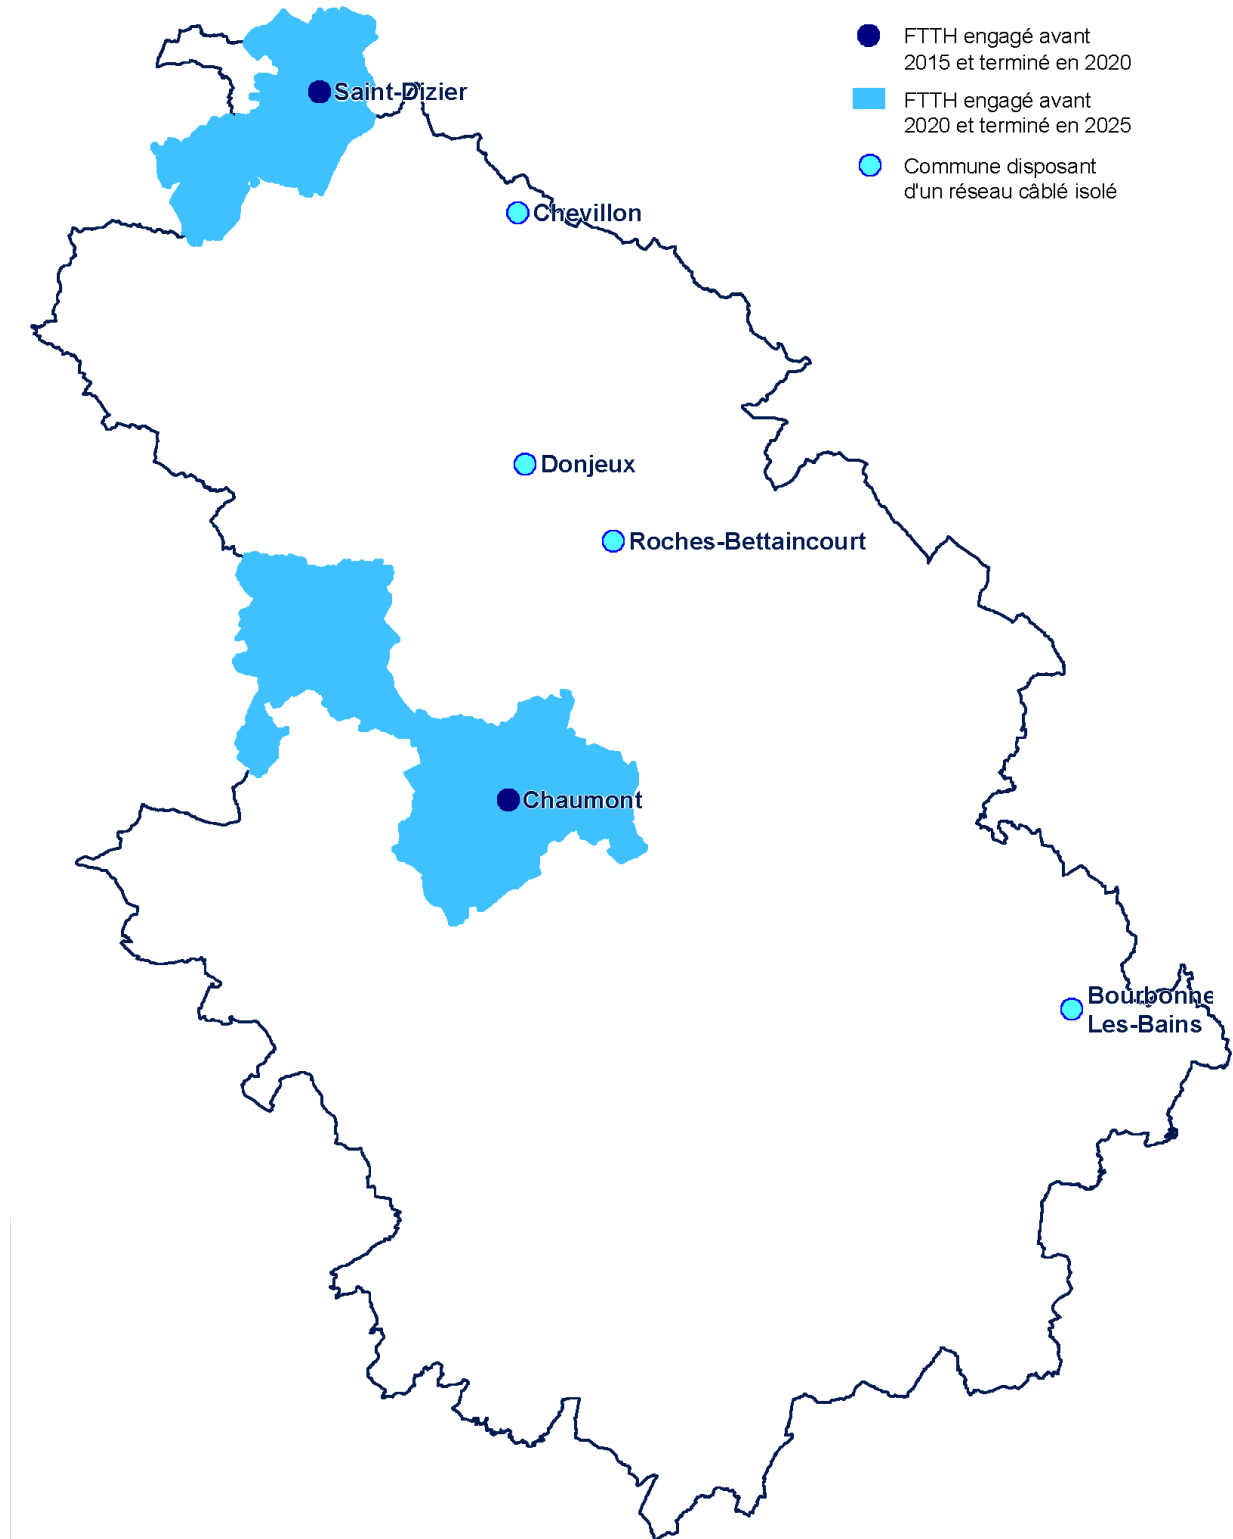 FTTH engagé avant
2015 et terminé en 2020
FTTH engagé avant
2020 et terminé en 2025
Commune disposant
d'un réseau câblé isolé
Saint-Dizier
Chevillon
Donjeux
Roches-Bettaincourt
Chaumont
Bourbonne
Les-Bains